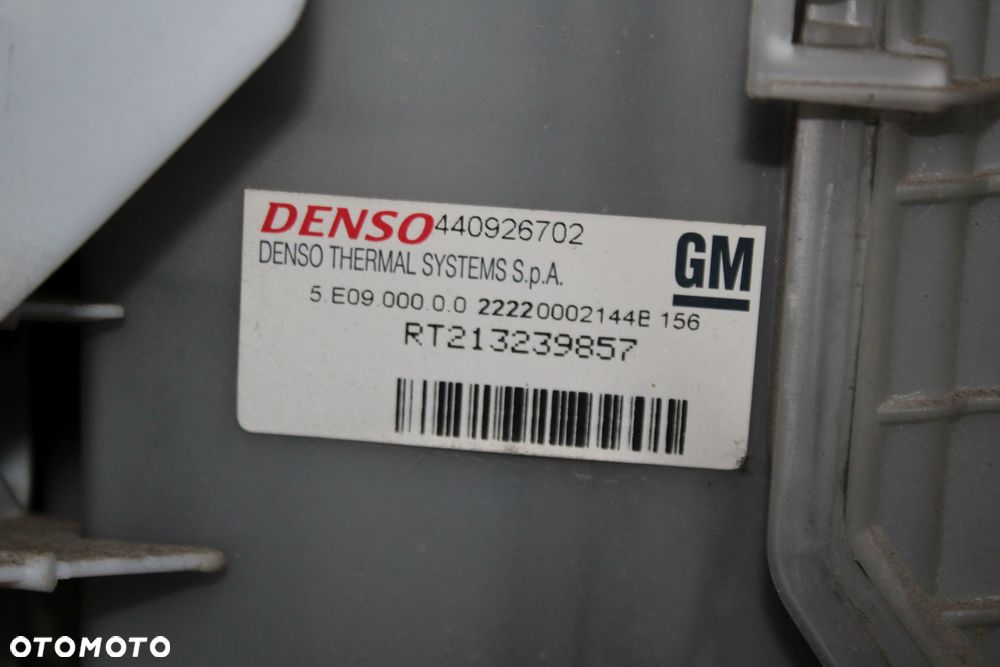 DENSO 440926702
GM
DENSO THERMAL SYSTEMS S.p.A.
5.E09.000.0.0 22220002144B 156
RT213239857
OTOMOTO